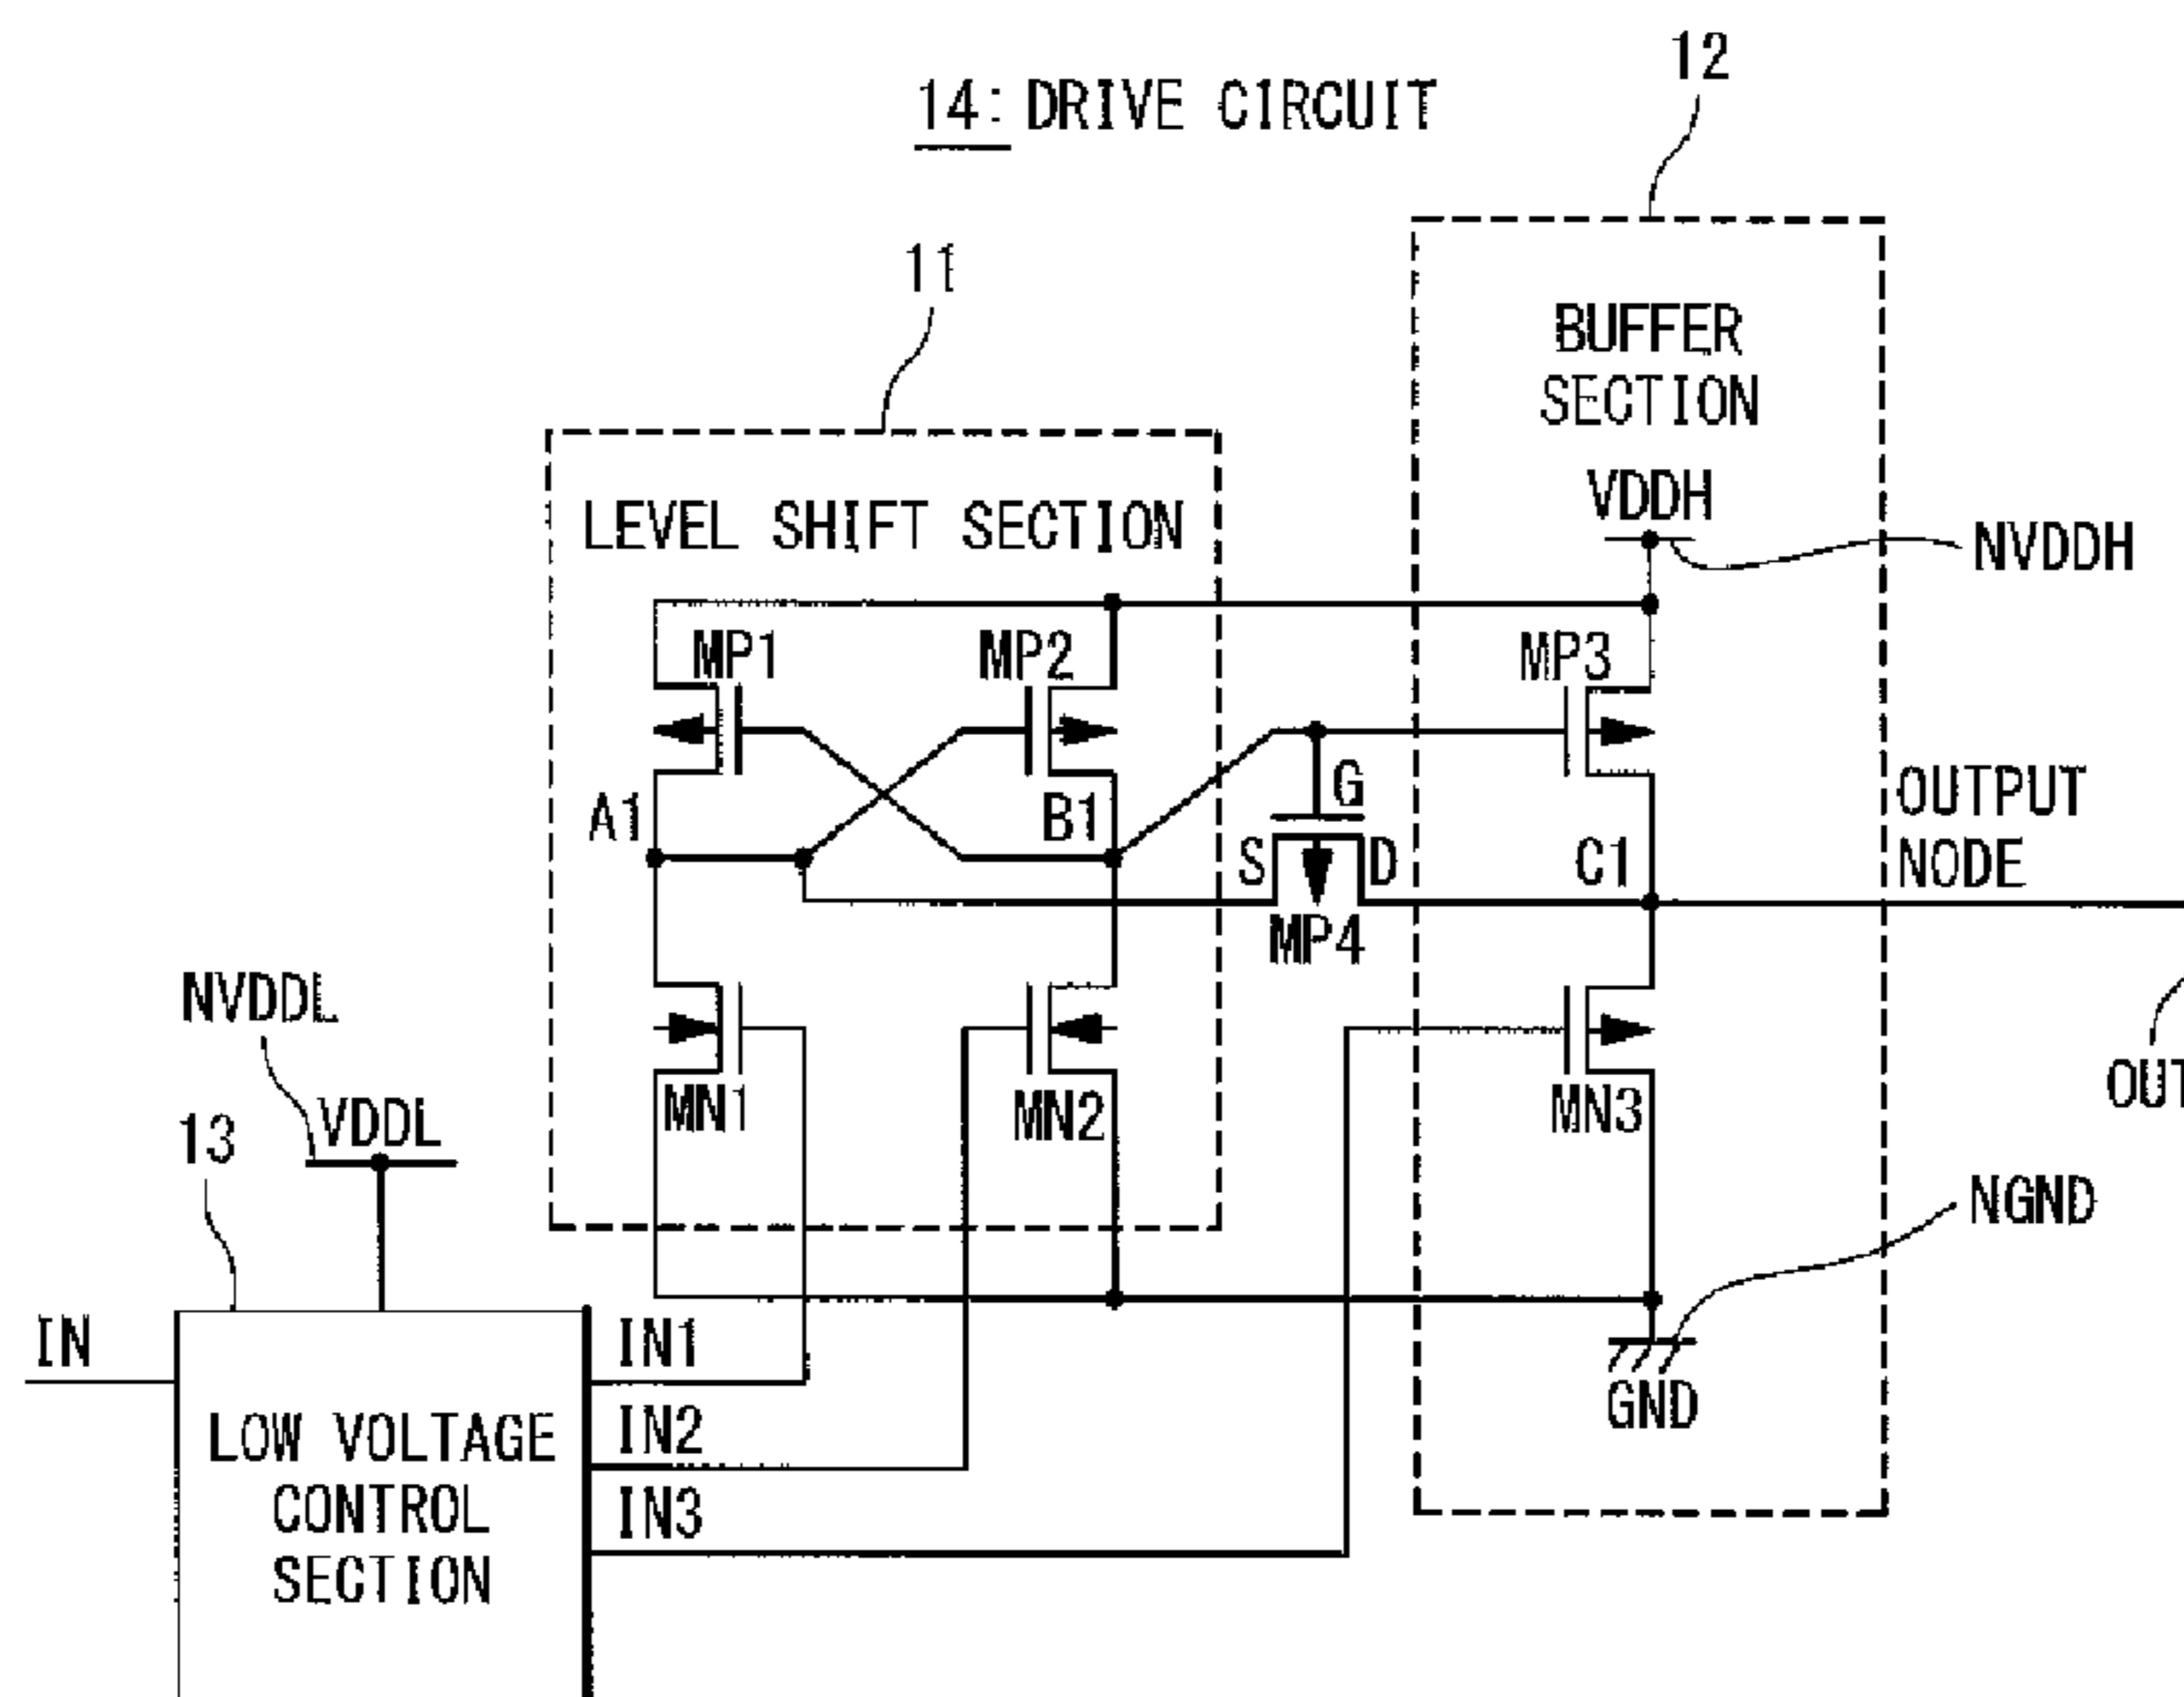 12
14: DRIVE CIRCUIT
11
BUFFER
SECTION
VDDH
LEVEL SHIFT SECTION
NVDDH
MP1
MP2
MP3
G
OUTPUT
NODE
A1
B1
S
D
C1
MP4
NVDDL
OUT
MN1
MN2
MN3
13
VDDL
NGND
IN
IN1
GND
IN2
LOW VOLTAGE
CONTROL
SECTION
IN3